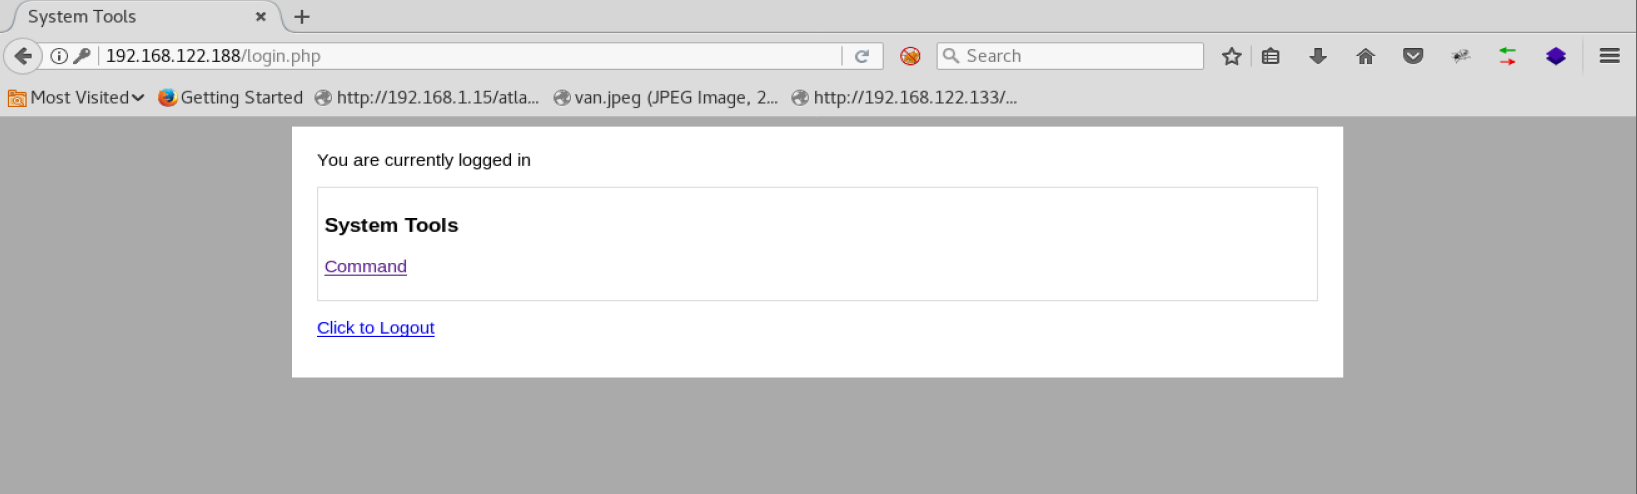 System Tools
192.168.122.188/login.php
Search
Most Visited
Getting Started
http://192.168.1.15/atla...
van.jpeg (JPEG Image, 2...
http://192.168.122.133/...
You are currently logged in
System Tools
Command
Click to Logout